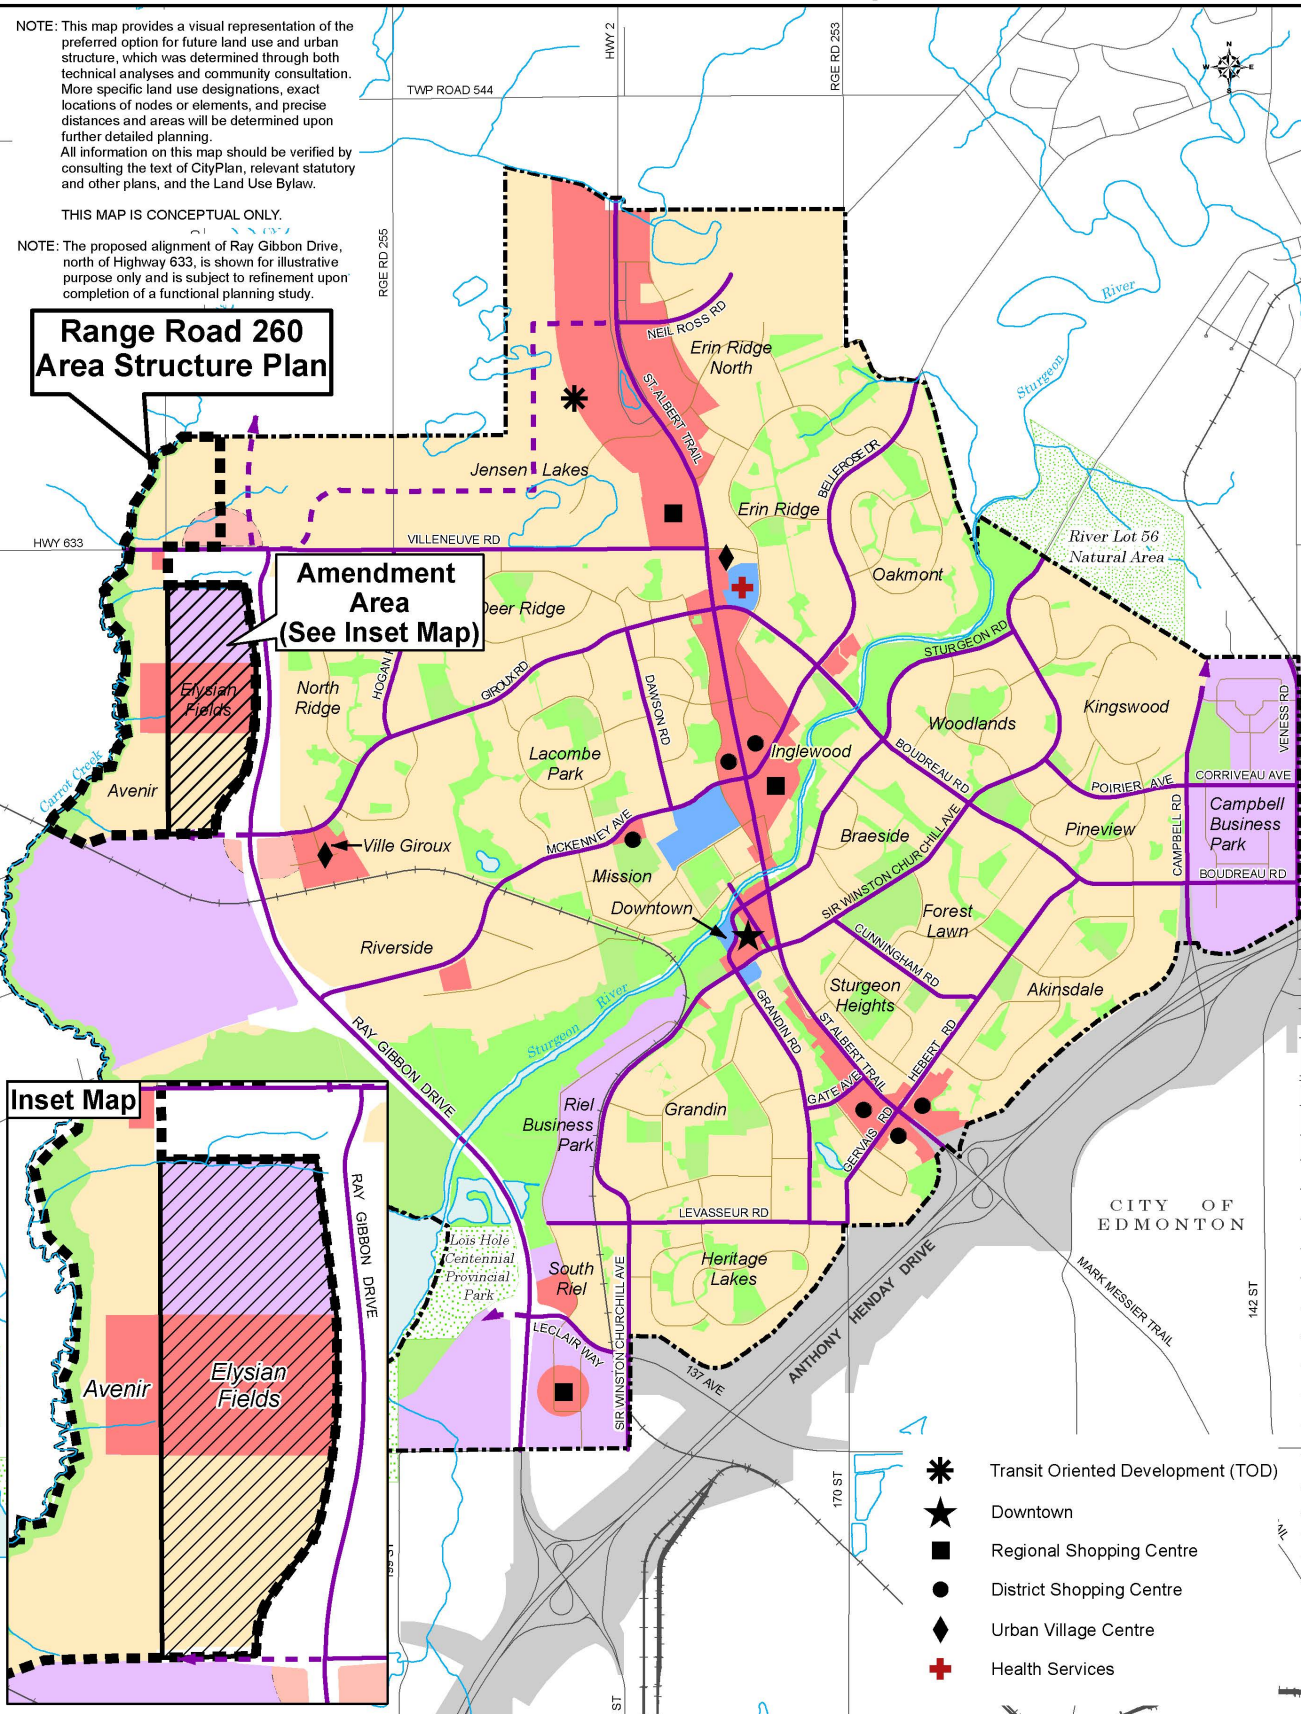 NOTE: This map provides a visual representation of the
preferred option for future land use and urban
structure, which was determined through both
technical analyses and community consultation.
More specific land use designations, exact
locations of nodes or elements, and precise
distances and areas will be determined upon
further detailed planning.
All information on this map should be verified by
consulting the text of CityPlan, relevant statutory
and other plans, and the Land Use Bylaw.
THIS MAP IS CONCEPTUAL ONLY.
NOTE: The proposed alignment of Ray Gibbon Drive,
north of Highway 633, is shown for illustrative
purpose only and is subject to refinement upon
completion of a functional planning study.
HWY 2
RGE RD 253
N
W
E
S
TWP ROAD 544
RGE RD 255
Range Road 260
Area Structure Plan
River
Sturgeon
NEIL ROSS RD
Erin Ridge
North
ST. ALBERT TRAIL
BELLEROSE DR
Jensen Lakes
Erin Ridge
HWY 633
VILLENEUVE RD
River Lot 56
Natural Area
Oakmont
Amendment
Area
(See Inset Map)
Deer Ridge
STURGEON RD
HOGAN R
GIROUX RD
DAWSON RD
North
Ridge
Elysian
Fields
Kingswood
Woodlands
VENESS RD
Lacombe
Park
Inglewood
BOUDREAU RD
POIRIER AVE
CORRIVEAU AVE
Carrot Creek
Avenir
Campbell
Business
Park
CAMPBELL RD
Ville Giroux
MCKENNEY AVE
Braeside
Pineview
SIR WINSTON CHURCHILL AVE
BOUDREAU RD
Mission
Downtown
Forest
Lawn
Riverside
CUNNINGHAM RD
Sturgeon
Heights
Akinsdale
River
Sturgeon
GRANDIN RD
ST ALBERT TRAIL
HEBERT RD
RAY GIBBON DRIVE
GATE AVE
Riel
Business
Park
Grandin
GERVAIS RD
Inset Map
RAY GIBBON DRIVE
LEVASSEUR RD
CITY OF
EDMONTON
Lois Hole
Centennial
Provincial
Park
South
Riel
Heritage
Lakes
SIR WINSTON CHURCHILL AVE
LECLAIR WAY
137 AVE
ANTHONY HENDAY DRIVE
MARK MESSIER TRAIL
142 ST
Avenir
Elysian
Fields
170 ST
ST
Transit Oriented Development (TOD)
Downtown
Regional Shopping Centre
District Shopping Centre
Urban Village Centre
Health Services